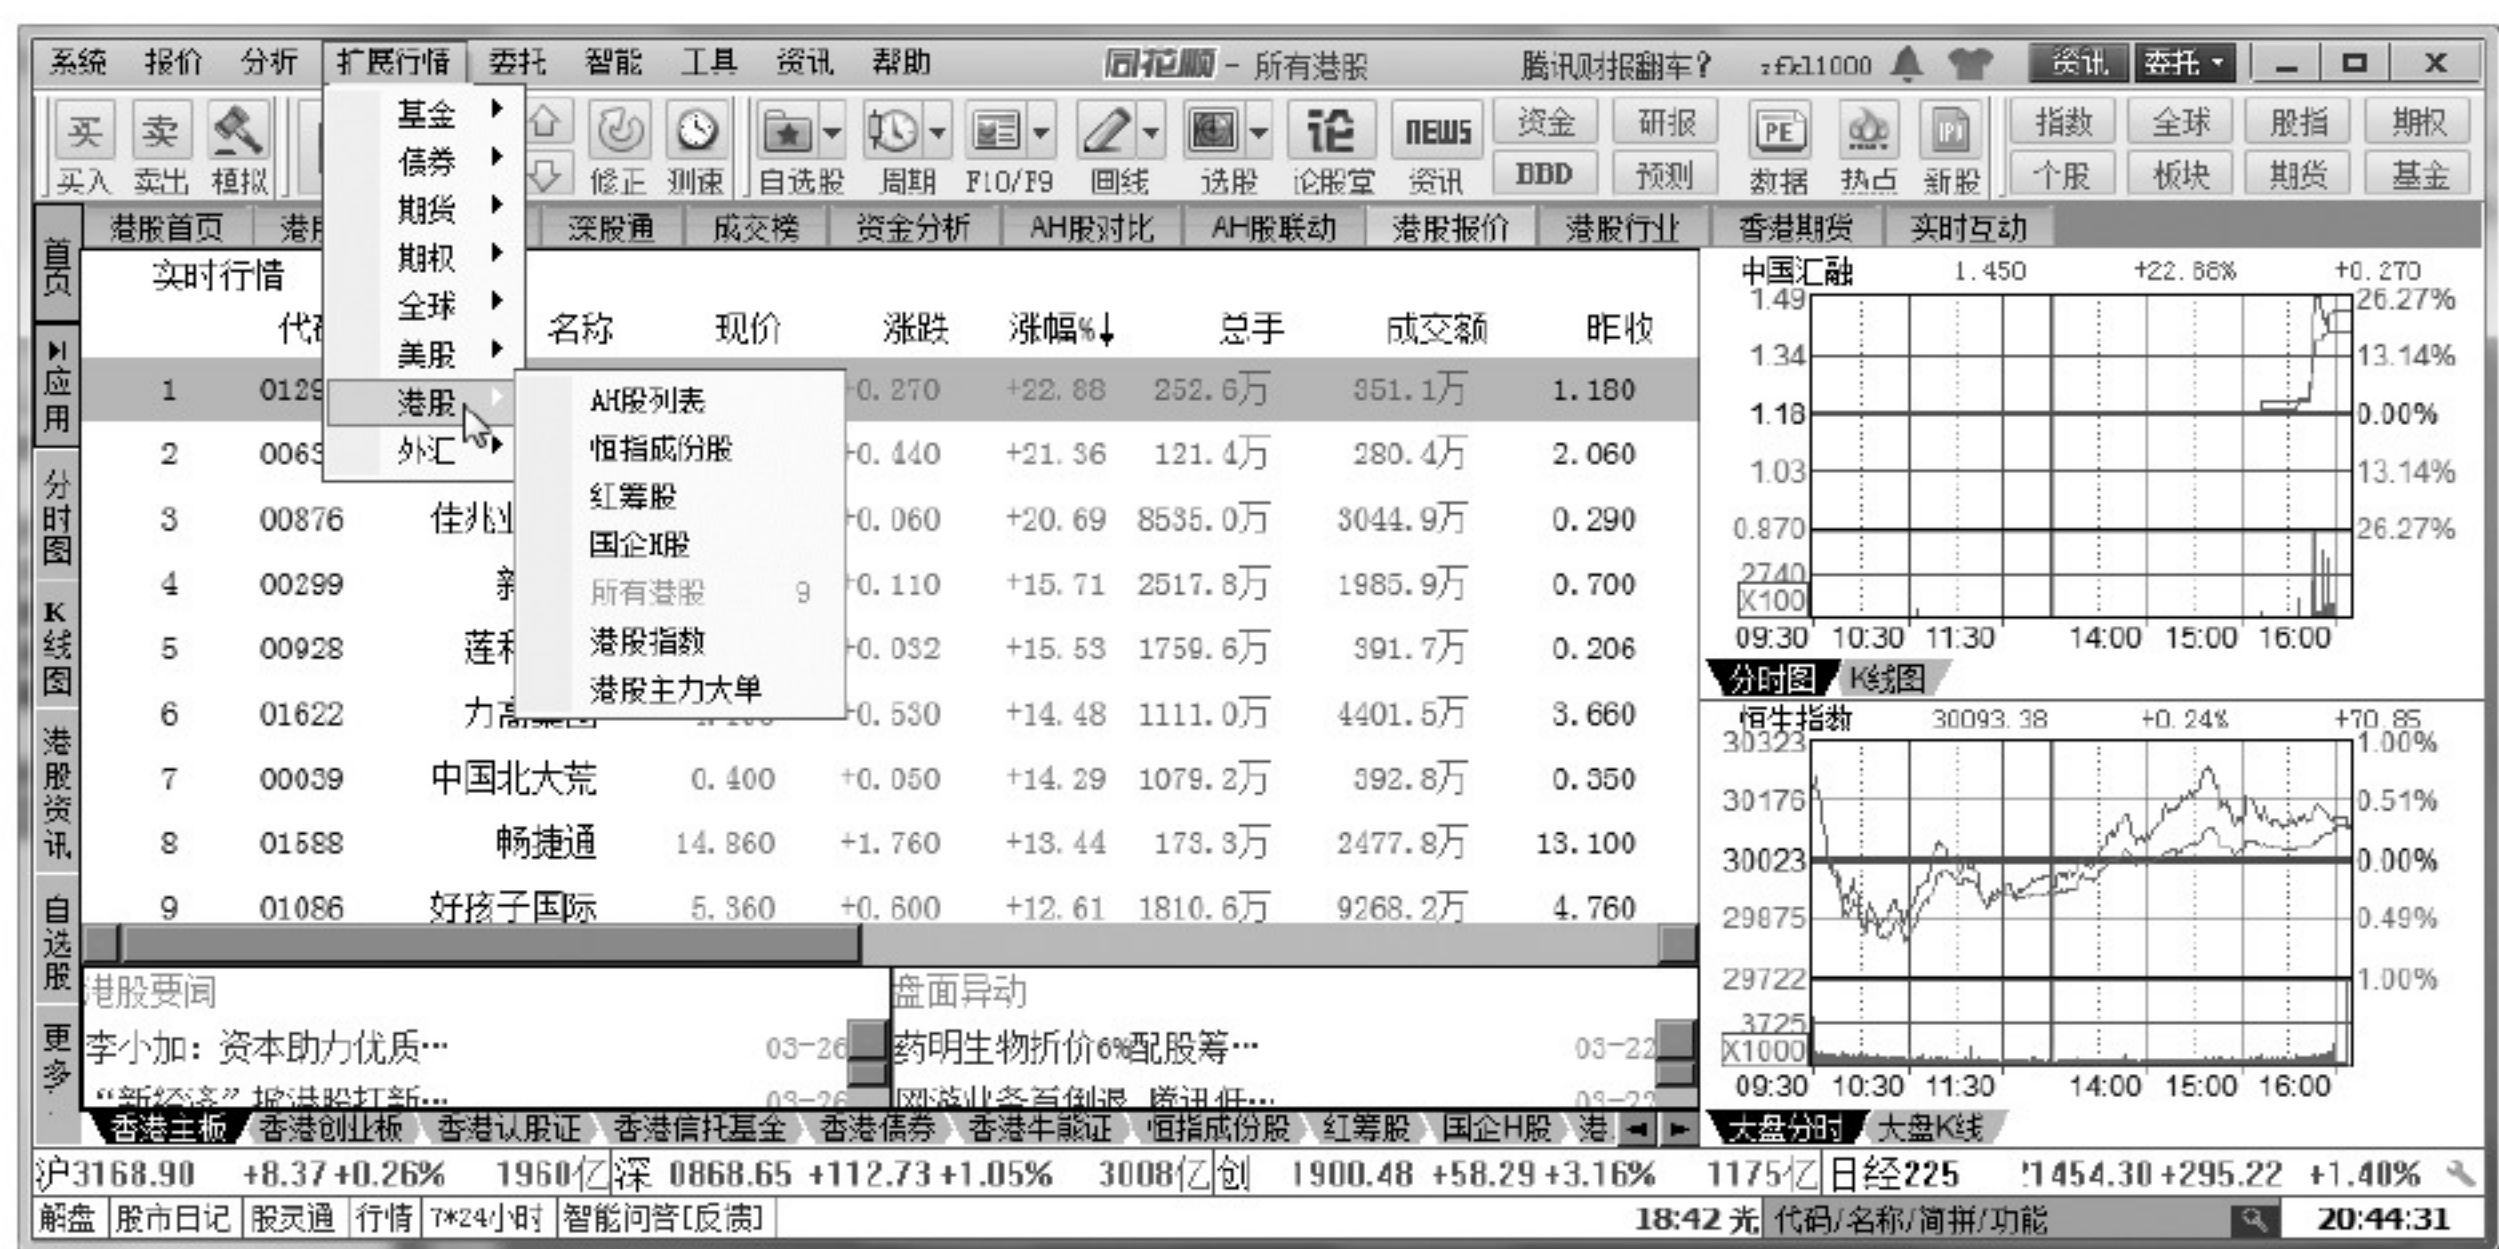 系统 报价 分析 扩展行情 委托 智能 工具 资讯 帮助 同花顺 - 所有港股 腾讯财报翻车? 资讯 委托
买 卖 论 NEWS 资金 研报 PE IPO 指数 全球 股指 期权
买入 卖出 模拟 修正 测速 自选股 周期 F10/F9 画线 选股 论股堂 资讯 BBD 预测 数据 热点 新股 个股 板块 期货 基金
基金
债券
期货
期权
全球
美股
港股
外汇
AH股列表
恒指成份股
红筹股
国企H股
所有港股 9
港股指数
港股主力大单
港股首页 深股通 成交榜 资金分析 AH股对比 AH股联动 港股报价 港股行业 香港期货 实时互动
首页
应用
分时图
K线图
港股资讯
自选股
更多
实时行情
名称 现价 涨跌 涨幅%↓ 总手 成交额 昨收
1 +0.270 +22.88 252.6万 351.1万 1.180
2 +0.440 +21.36 121.4万 280.4万 2.060
3 00876 +0.060 +20.69 8535.0万 3044.9万 0.290
4 00299 +0.110 +15.71 2517.8万 1985.9万 0.700
5 00928 +0.032 +15.53 1759.6万 391.7万 0.206
6 01622 +0.530 +14.48 1111.0万 4401.5万 3.660
7 00039 中国北大荒 0.400 +0.050 +14.29 1079.2万 392.8万 0.350
8 01588 畅捷通 14.860 +1.760 +13.44 173.3万 2477.8万 13.100
9 01086 好孩子国际 5.360 +0.600 +12.61 1810.6万 9268.2万 4.760
中国汇融 1.450 +22.88% +0.270
1.49 26.27%
1.34 13.14%
1.18 0.00%
1.03 13.14%
0.870 26.27%
2740
X100
09:30 10:30 11:30 14:00 15:00 16:00
分时图 K线图
恒生指数 30093.38 +0.24% +70.85
30323 1.00%
30176 0.51%
30023 0.00%
29875 0.49%
29722 1.00%
3725
X1000
09:30 10:30 11:30 14:00 15:00 16:00
大盘分时 大盘K线
港股要闻
李小加: 资本助力优质… 03-26
“新经济”掀港股打新… 03-26
盘面异动
药明生物折价6%配股筹… 03-22
香港主板 香港创业板 香港认股证 香港信托基金 香港债券 香港牛熊证 恒指成份股 红筹股 国企H股 港
沪3168.90 +8.37 +0.26% 1960亿 深 0868.65 +112.73 +1.05% 3008亿 创 1900.48 +58.29 +3.16% 1175亿 日经225 1454.30 +295.22 +1.40%
解盘 股市日记 股灵通 行情 7*24小时 智能问答[反馈] 18:42 光 代码/名称/简拼/功能 20:44:31